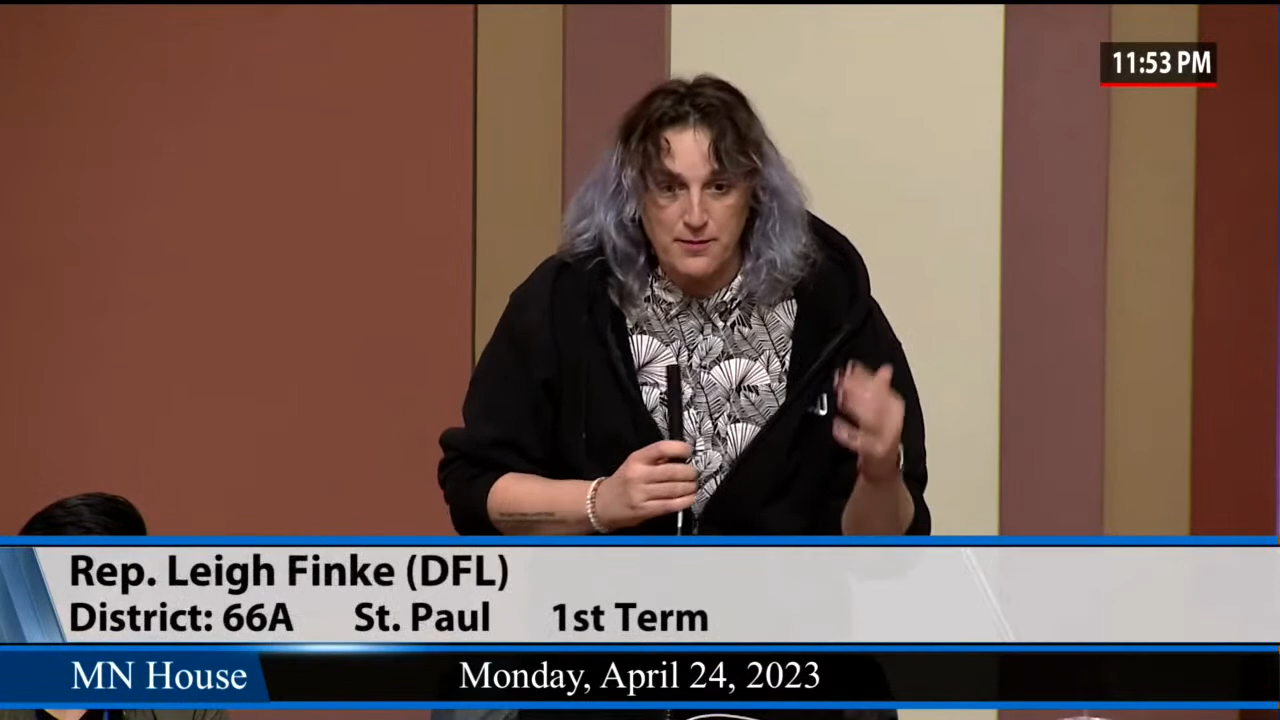 11:53 PM
Rep. Leigh Finke (DFL)
District: 66A St. Paul 1st Term
MN House Monday, April 24, 2023